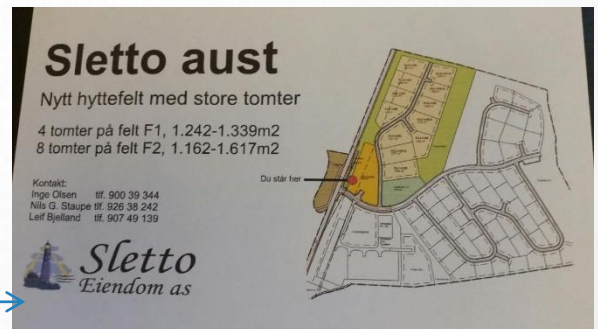 Sletto aust
Nytt hyttefelt med store tomter
4 tomter på felt F1, 1.242-1.339m2
8 tomter på felt F2, 1.162-1.617m2
Kontakt:
Inge Olsen tlf. 900 39 344
Nils G. Staupe tlf. 926 38 242
Leif Bjelland tlf. 907 49 139
Du står her
Sletto
Eiendom as